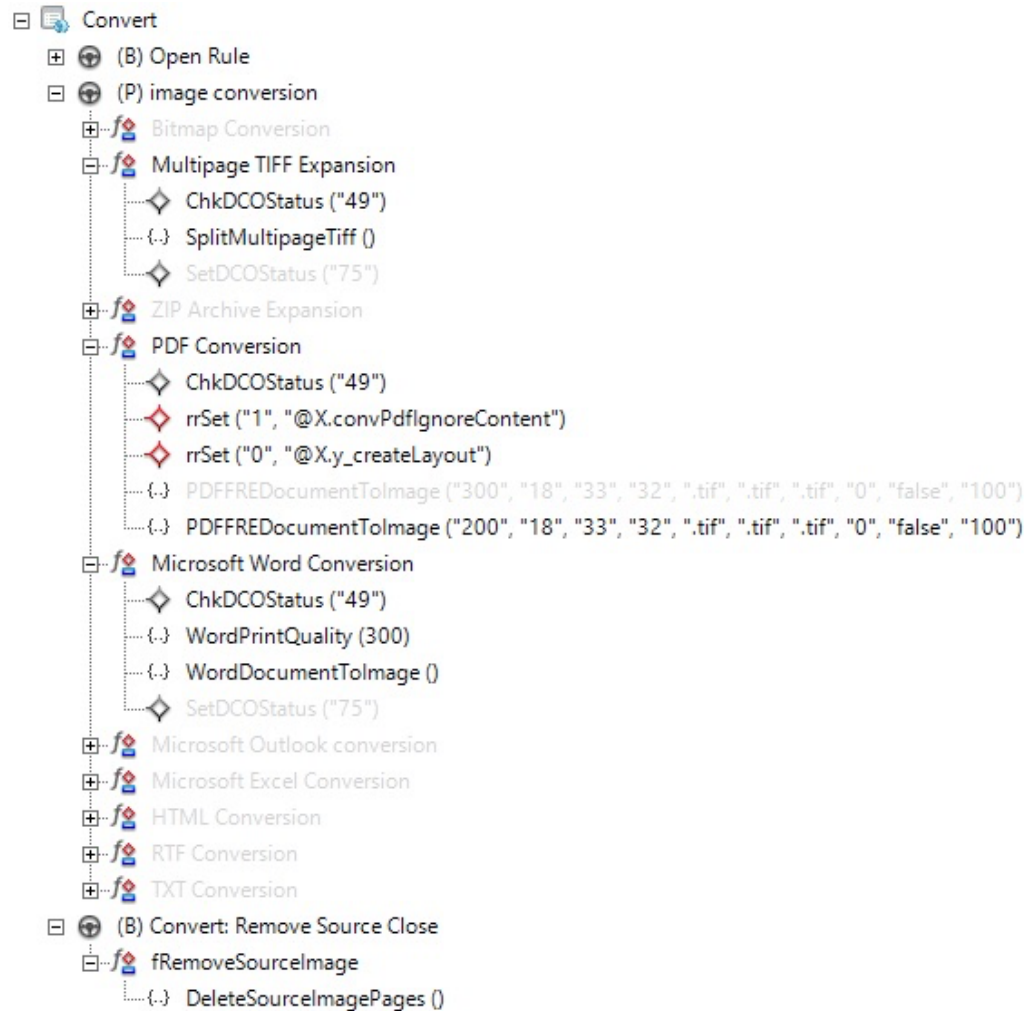 Convert
(B) Open Rule
(P) image conversion
Bitmap Conversion
Multipage TIFF Expansion
ChkDCOStatus ("49")
SplitMultipageTiff ()
SetDCOStatus ("75")
ZIP Archive Expansion
PDF Conversion
ChkDCOStatus ("49")
rrSet ("1", "@X.convPdfIgnoreContent")
rrSet ("0", "@X.y_createLayout")
PDFFREDocumentToImage ("300", "18", "33", "32", ".tif", ".tif", ".tif", "0", "false", "100")
PDFFREDocumentToImage ("200", "18", "33", "32", ".tif", ".tif", ".tif", "0", "false", "100")
Microsoft Word Conversion
ChkDCOStatus ("49")
WordPrintQuality (300)
WordDocumentToImage ()
SetDCOStatus ("75")
Microsoft Outlook conversion
Microsoft Excel Conversion
HTML Conversion
RTF Conversion
TXT Conversion
(B) Convert: Remove Source Close
fRemoveSourceImage
DeleteSourceImagePages ()